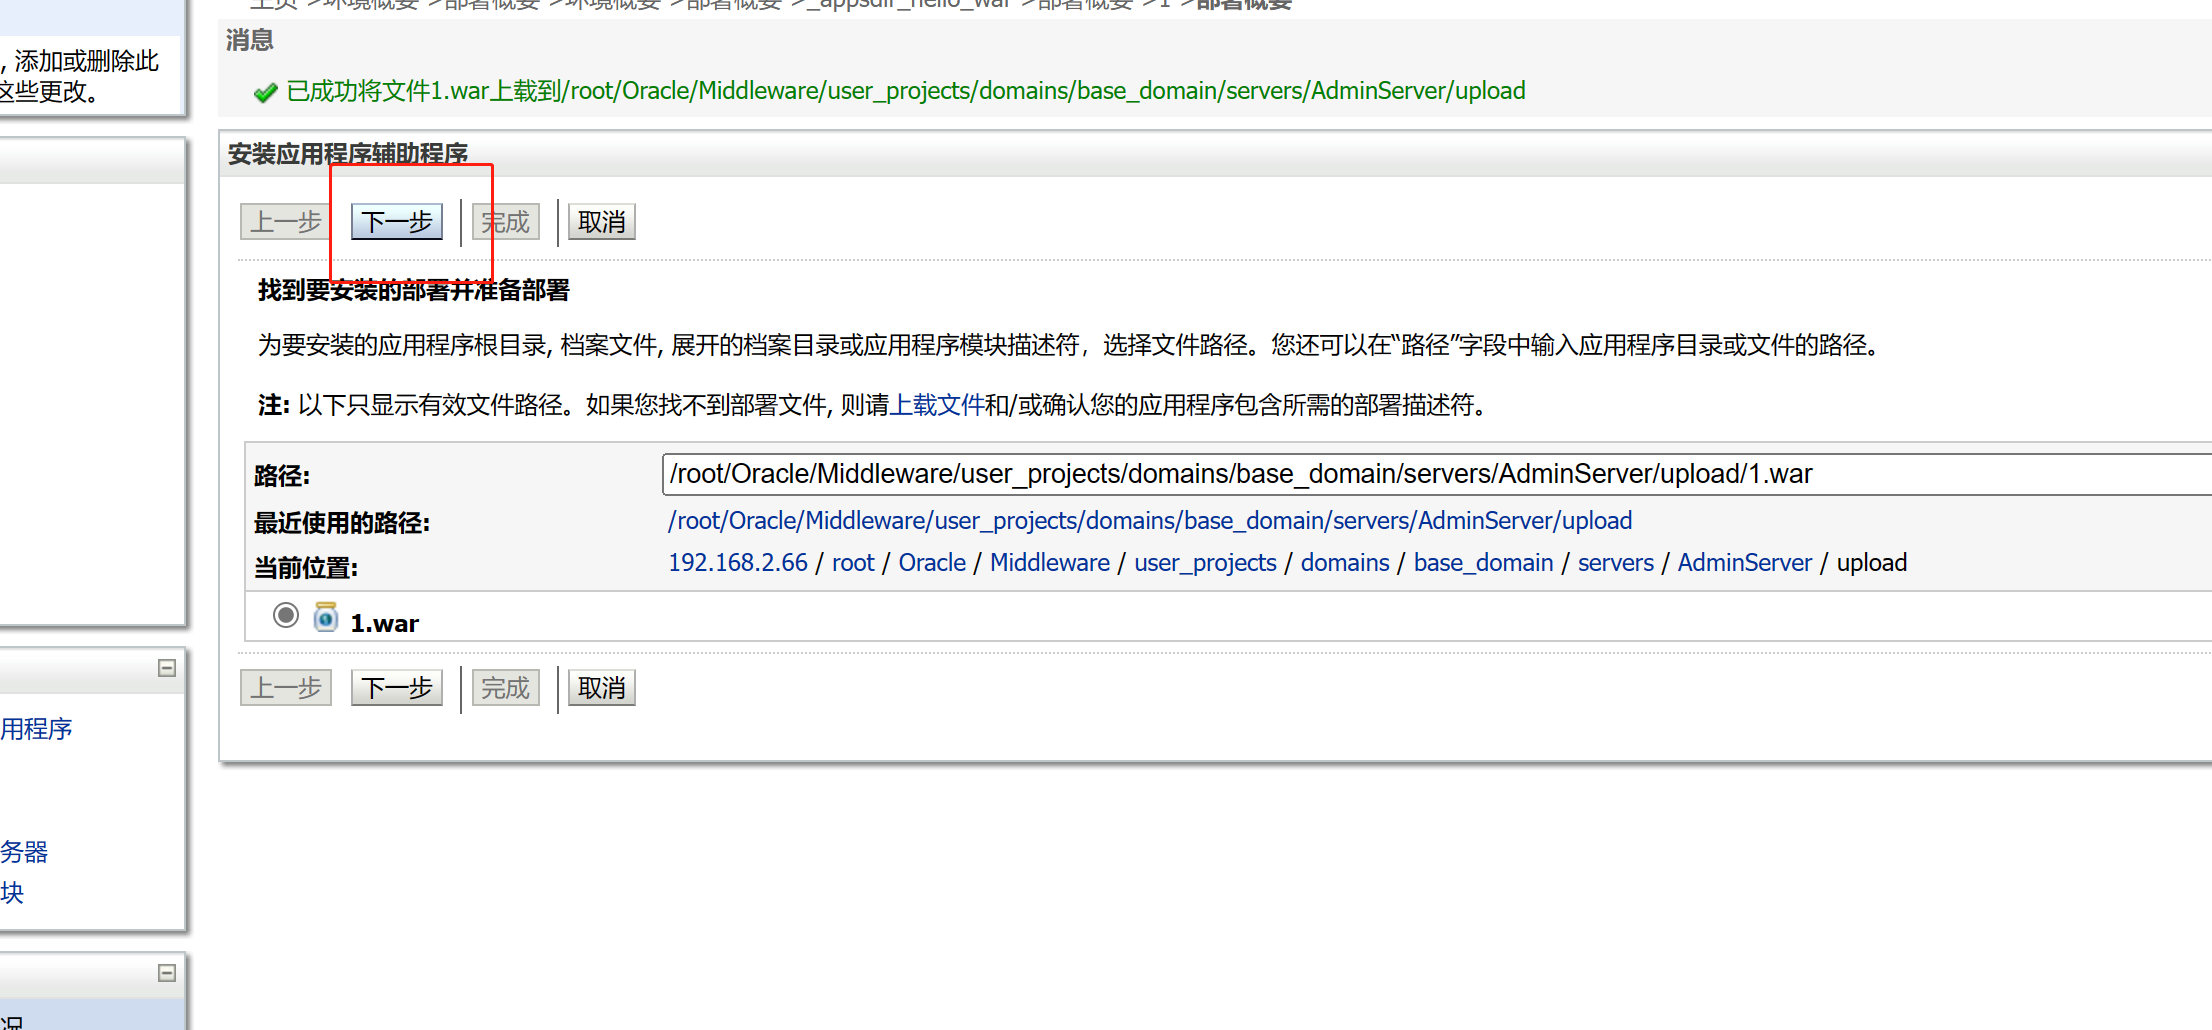 主页 >环境概要 >部署概要 >环境概要 >部署概要 >_appsdir_hello_war >部署概要 >1 >部署概要
, 添加或删除此
这些更改。
消息
已成功将文件1.war上载到/root/Oracle/Middleware/user_projects/domains/base_domain/servers/AdminServer/upload
安装应用程序辅助程序
上一步 下一步 完成 取消
找到要安装的部署并准备部署
为要安装的应用程序根目录, 档案文件, 展开的档案目录或应用程序模块描述符，选择文件路径。您还可以在“路径”字段中输入应用程序目录或文件的路径。
注: 以下只显示有效文件路径。如果您找不到部署文件, 则请上载文件和/或确认您的应用程序包含所需的部署描述符。
路径: /root/Oracle/Middleware/user_projects/domains/base_domain/servers/AdminServer/upload/1.war
最近使用的路径: /root/Oracle/Middleware/user_projects/domains/base_domain/servers/AdminServer/upload
当前位置: 192.168.2.66 / root / Oracle / Middleware / user_projects / domains / base_domain / servers / AdminServer / upload
1.war
上一步 下一步 完成 取消
用程序
务器
块
况